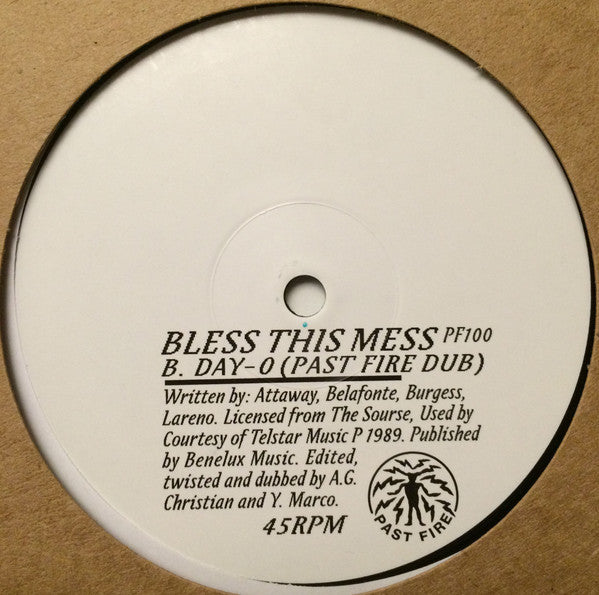 BLESS THIS MESS PF100
B. DAY-O (PAST FIRE DUB)
Written by: Attaway, Belafonte, Burgess,
Lareno. Licensed from The Sourse, Used by
Courtesy of Telstar Music P 1989. Published
by Benelux Music. Edited,
twisted and dubbed by A.G.
Christian and Y. Marco.
45RPM
PAST FIRE